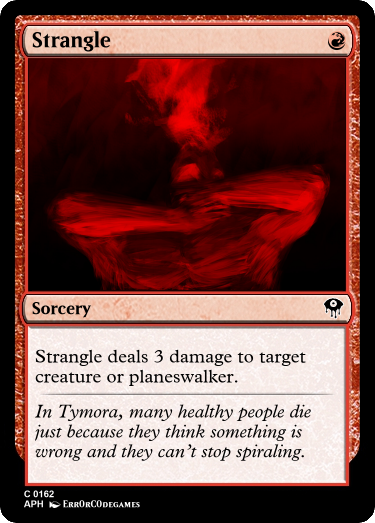 Strangle
Sorcery
Strangle deals 3 damage to target
creature or planeswalker.
In Tymora, many healthy people die
just because they think something is
wrong and they can't stop spiraling.
C 0162
APH ErrOrC0degames